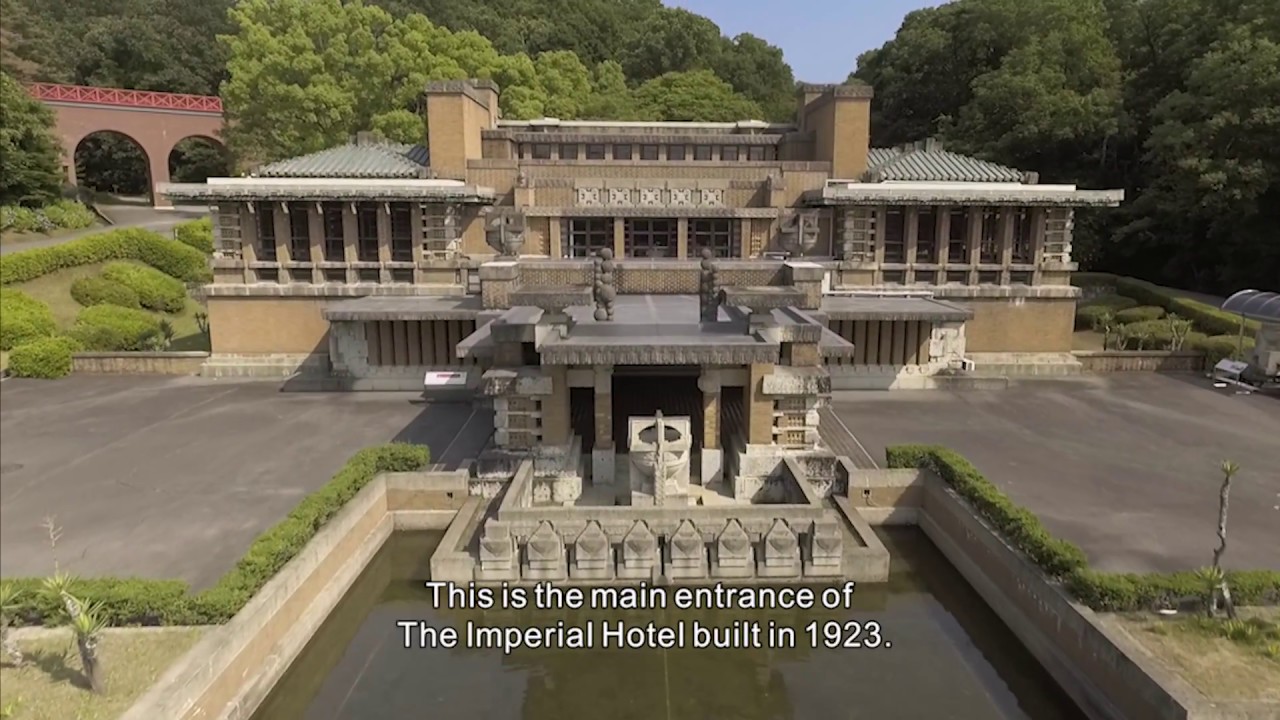 This is the main entrance of
The Imperial Hotel built in 1923.